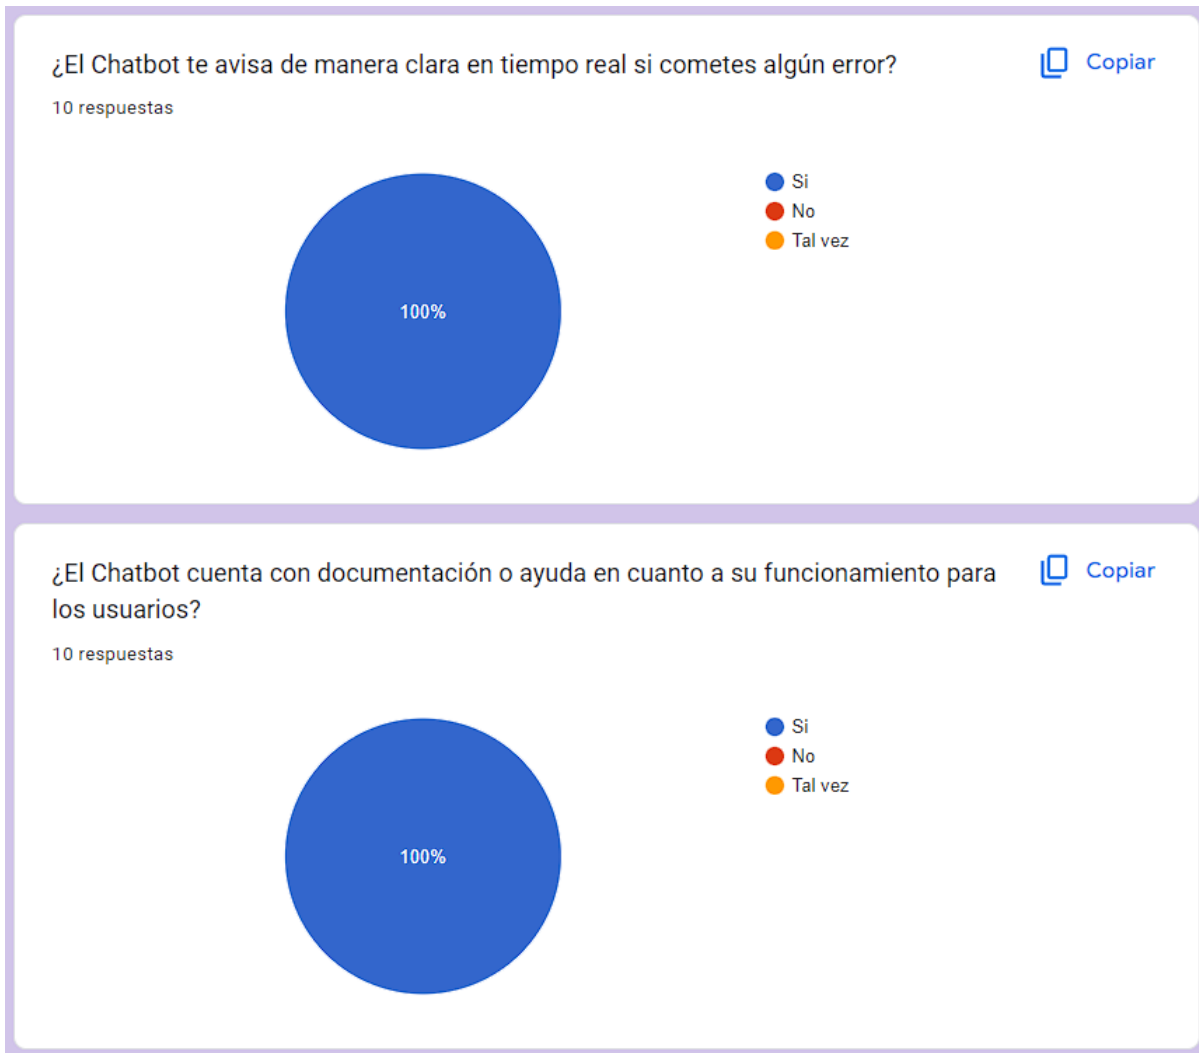 ¿El Chatbot te avisa de manera clara en tiempo real si cometes algún error?
Copiar
10 respuestas
Si
No
Tal vez
100%
¿El Chatbot cuenta con documentación o ayuda en cuanto a su funcionamiento para
los usuarios?
Copiar
10 respuestas
Si
No
Tal vez
100%